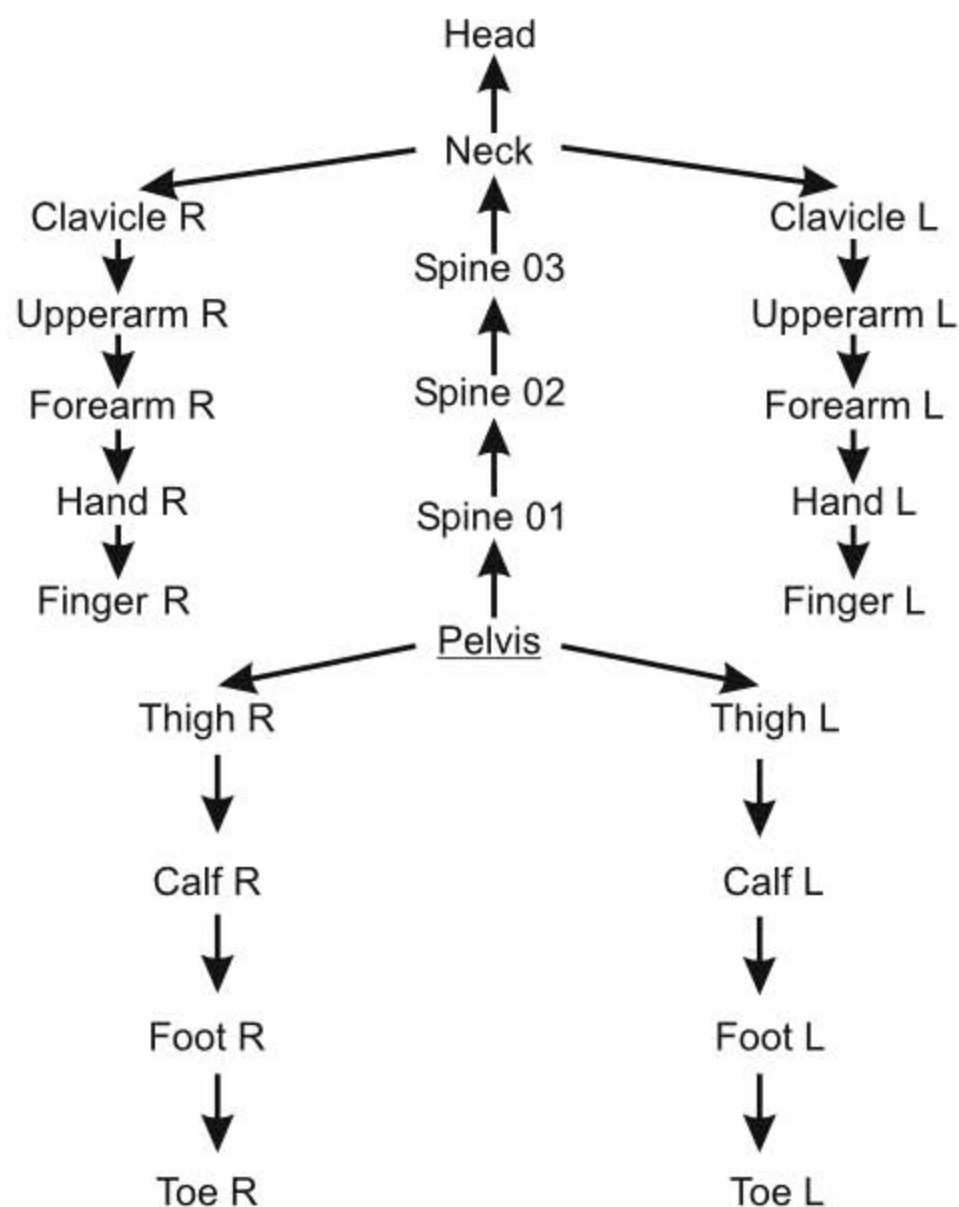 Head
Neck
Clavicle R
Clavicle L
Spine 03
Upperarm R
Upperarm L
Spine 02
Forearm R
Forearm L
Hand R
Hand L
Spine 01
Finger R
Finger L
Pelvis
Thigh R
Thigh L
Calf R
Calf L
Foot R
Foot L
Toe R
Toe L